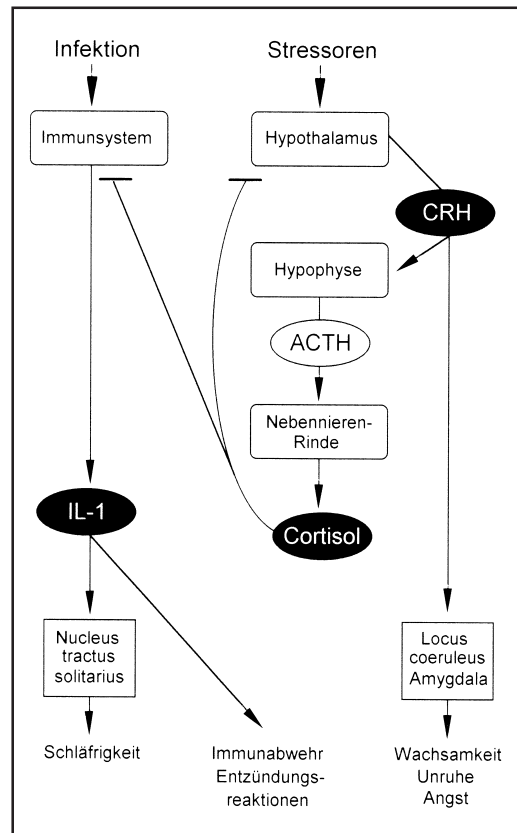 Infektion
Stressoren
Immunsystem
Hypothalamus
CRH
Hypophyse
ACTH
Nebennieren-
Rinde
IL-1
Cortisol
Nucleus
tractus
solitarius
Locus
coeruleus
Amygdala
Schläfrigkeit
Immunabwehr
Entzündungs-
reaktionen
Wachsamkeit
Unruhe
Angst